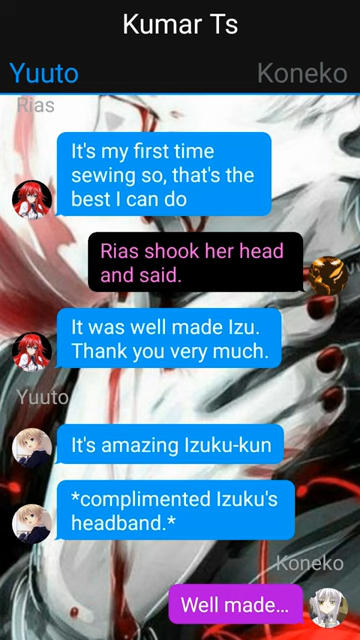 Kumar Ts
Yuuto
Koneko
Rias
It's my first time
sewing so, that's the
best I can do
Rias shook her head
and said.
It was well made Izu.
Thank you very much.
Yuuto
It's amazing Izuku-kun
*complimented Izuku's
headband.*
Koneko
Well made...